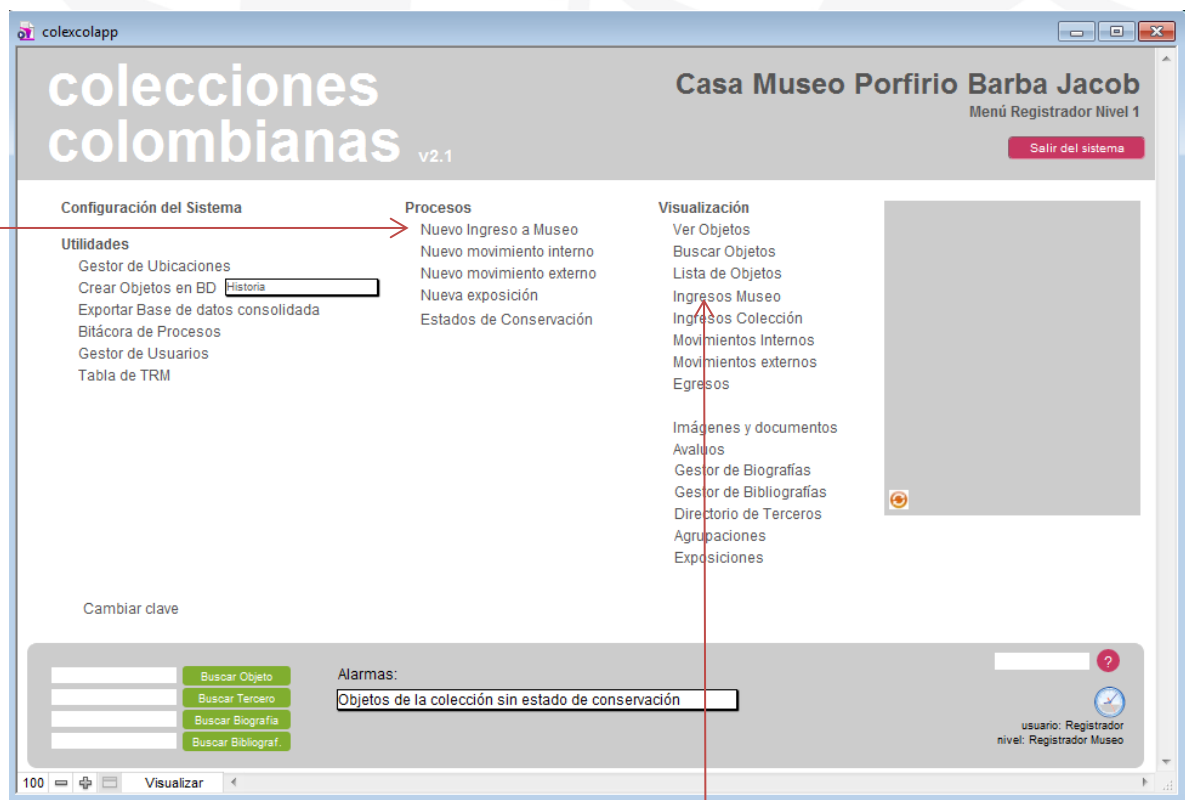 colexcolapp
colecciones
colombianas v2.1
Casa Museo Porfirio Barba Jacob
Menú Registrador Nivel 1
Salir del sistema
Configuración del Sistema
Utilidades
Gestor de Ubicaciones
Crear Objetos en BD Historia
Exportar Base de datos consolidada
Bitácora de Procesos
Gestor de Usuarios
Tabla de TRM
Procesos
Nuevo Ingreso a Museo
Nuevo movimiento interno
Nuevo movimiento externo
Nueva exposición
Estados de Conservación
Visualización
Ver Objetos
Buscar Objetos
Lista de Objetos
Ingresos Museo
Ingresos Colección
Movimientos Internos
Movimientos externos
Egresos
Imágenes y documentos
Avaluos
Gestor de Biografías
Gestor de Bibliografías
Directorio de Terceros
Agrupaciones
Exposiciones
Cambiar clave
Buscar Objeto
Buscar Tercero
Buscar Biografia
Buscar Bibliograf.
Alarmas:
Objetos de la colección sin estado de conservación
?
usuario: Registrador
nivel: Registrador Museo
100 Visualizar